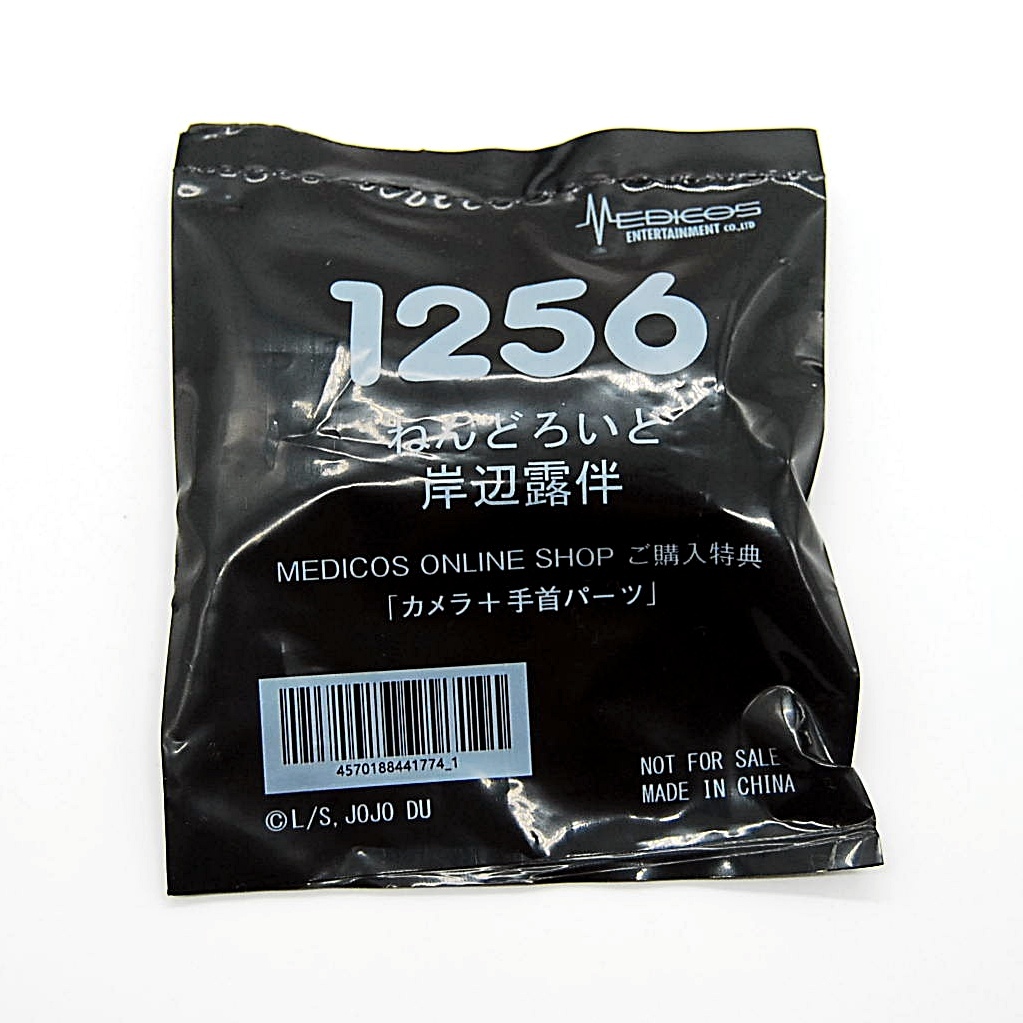 MEDICOS
ENTERTAINMENT CO.,LTD
1256
ねんどろいど
岸辺露伴
MEDICOS ONLINE SHOP ご購入特典
「カメラ＋手首パーツ」
4570188441774_1
NOT FOR SALE
MADE IN CHINA
©L/S, JOJO DU